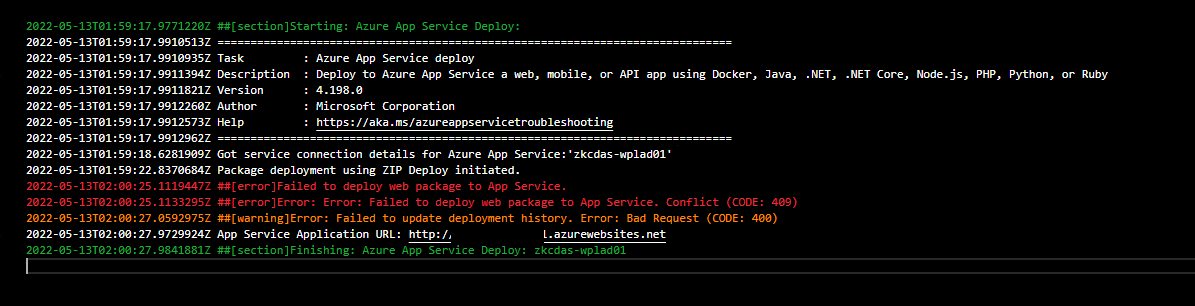 2022-05-13T01:59:17.9771220Z ##[section]Starting: Azure App Service Deploy:
2022-05-13T01:59:17.9910513Z ==============================================================================
2022-05-13T01:59:17.9910935Z Task         : Azure App Service deploy
2022-05-13T01:59:17.9911394Z Description  : Deploy to Azure App Service a web, mobile, or API app using Docker, Java, .NET, .NET Core, Node.js, PHP, Python, or Ruby
2022-05-13T01:59:17.9911821Z Version      : 4.198.0
2022-05-13T01:59:17.9912260Z Author       : Microsoft Corporation
2022-05-13T01:59:17.9912573Z Help         : https://aka.ms/azureappservicetroubleshooting
2022-05-13T01:59:17.9912962Z ==============================================================================
2022-05-13T01:59:18.6281909Z Got service connection details for Azure App Service:'zkcdas-wplad01'
2022-05-13T01:59:22.8370684Z Package deployment using ZIP Deploy initiated.
2022-05-13T02:00:25.1119447Z ##[error]Failed to deploy web package to App Service.
2022-05-13T02:00:25.1133295Z ##[error]Error: Error: Failed to deploy web package to App Service. Conflict (CODE: 409)
2022-05-13T02:00:27.0592975Z ##[warning]Error: Failed to update deployment history. Error: Bad Request (CODE: 400)
2022-05-13T02:00:27.9729924Z App Service Application URL: http:/ .azurewebsites.net
2022-05-13T02:00:27.9841881Z ##[section]Finishing: Azure App Service Deploy: zkcdas-wplad01